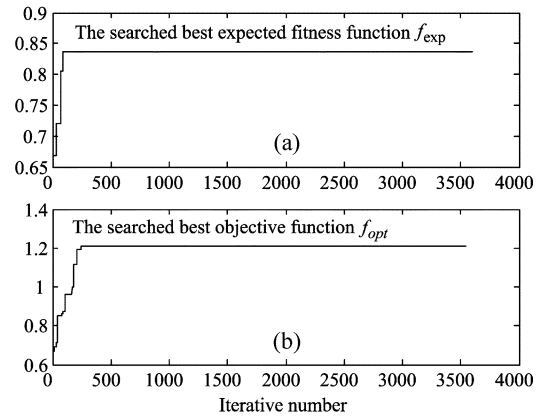 0.9
The searched best expected fitness function fexp
0.85
0.8
0.75
0.7
(a)
0.65
0 500 1000 1500 2000 2500 3000 3500 4000
1.4
The searched best objective function fopt
1.2
1
0.8
(b)
0.6
0 500 1000 1500 2000 2500 3000 3500 4000
Iterative number